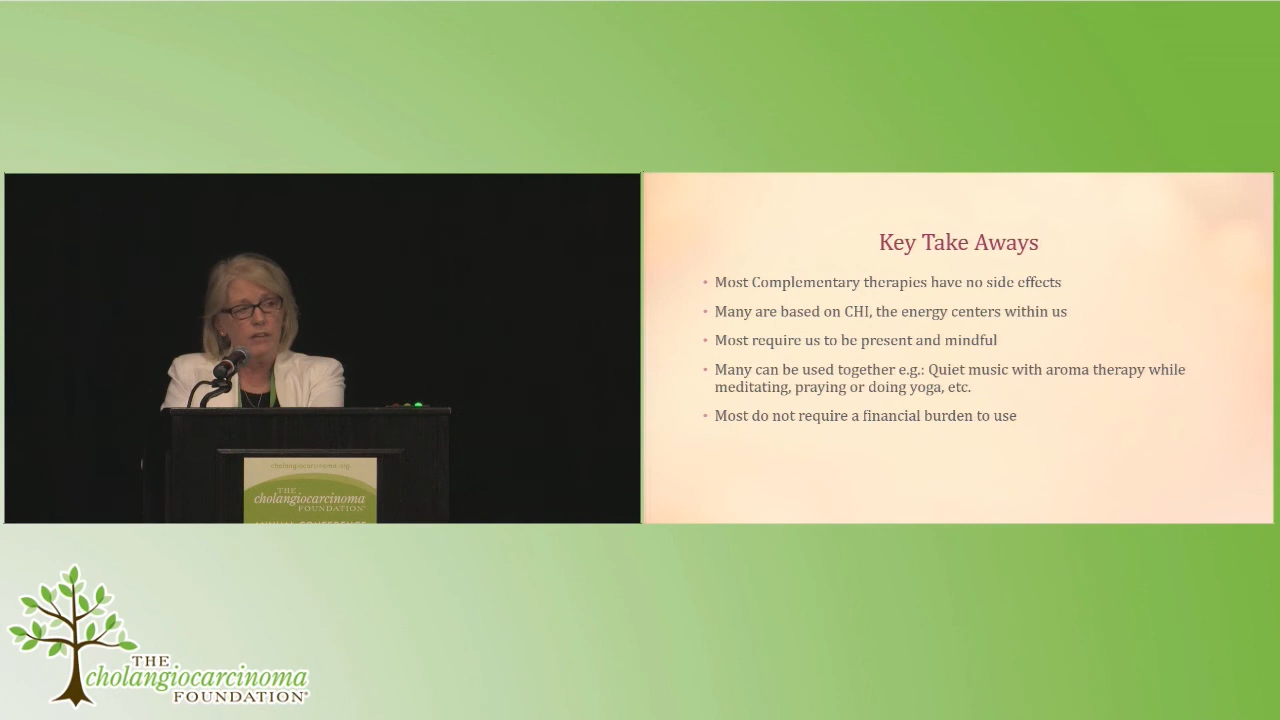 Key Take Aways
• Most Complementary therapies have no side effects
• Many are based on CHI, the energy centers within us
• Most require us to be present and mindful
• Many can be used together e.g.: Quiet music with aroma therapy while
meditating, praying or doing yoga, etc.
• Most do not require a financial burden to use
cholangiocarcinoma.org
THE
cholangiocarcinoma
FOUNDATION
ANNUAL CONFERENCE
THE
cholangiocarcinoma
FOUNDATION®